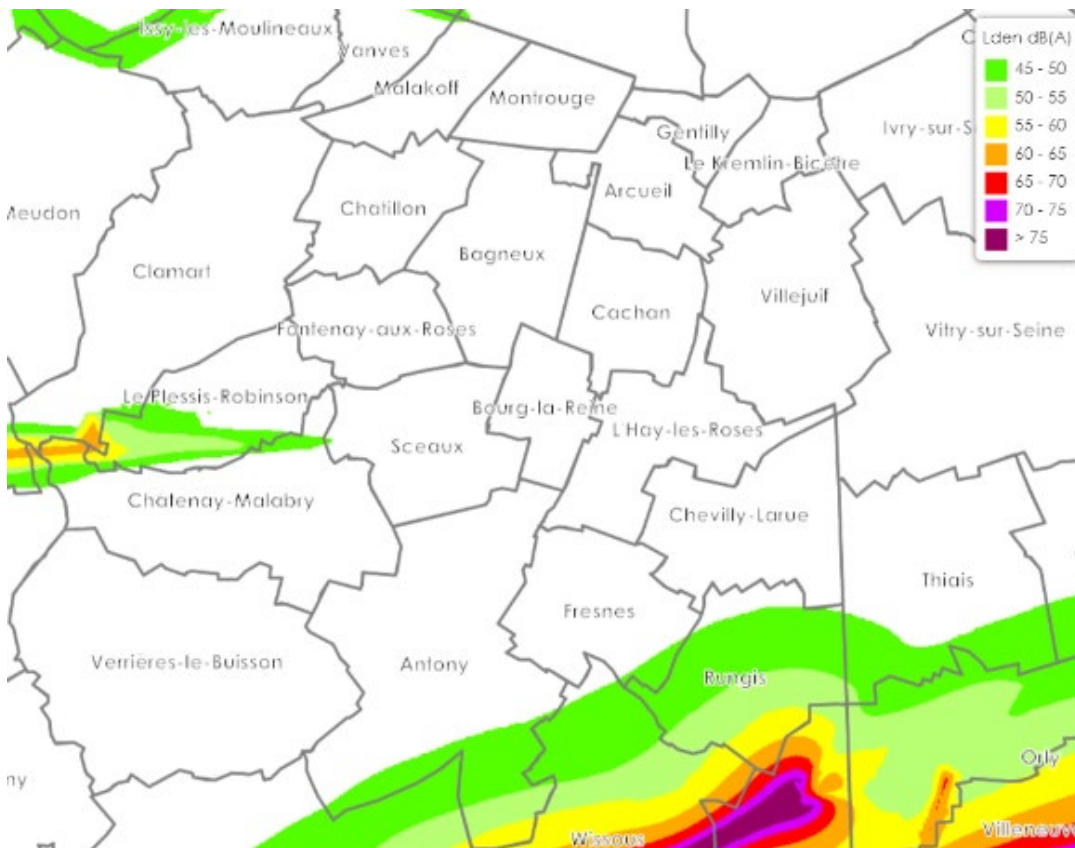 Issy-les-Moulineaux
Vanves
Malakoff
Montrouge
Gentilly
Le Kremlin-Bicetre
Ivry-sur-S
Lden dB(A)
45 - 50
50 - 55
55 - 60
60 - 65
65 - 70
70 - 75
> 75
Meudon
Clamart
Chatillon
Bagneux
Arcueil
Cachan
Villejuif
Vitry-sur-Seine
Fontenay-aux-Roses
Le Plessis-Robinson
Sceaux
Bourg-la-Reine
L'Hay-les-Roses
Chatenay-Malabry
Chevilly-Larue
Thiais
Fresnes
Verrières-le-Buisson
Antony
Rungis
ny
Orly
Wissous
Villeneuv